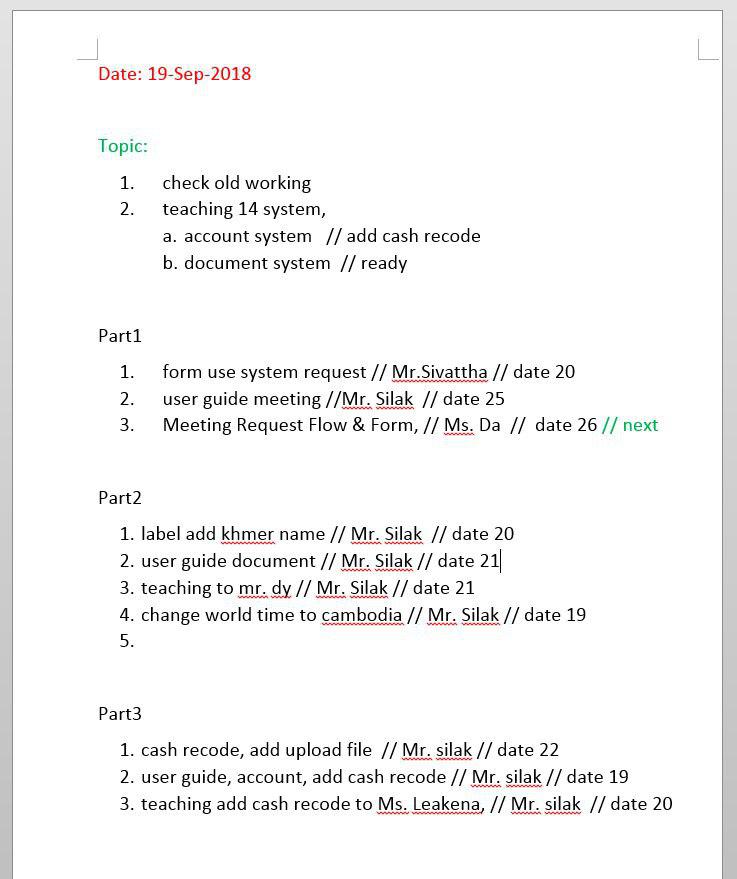 Date: 19-Sep-2018
Topic:
1. check old working
2. teaching 14 system,
a. account system // add cash recode
b. document system // ready
Part1
1. form use system request // Mr.Sivattha // date 20
2. user guide meeting //Mr. Silak // date 25
3. Meeting Request Flow & Form, // Ms. Da // date 26 // next
Part2
1. label add khmer name // Mr. Silak // date 20
2. user guide document // Mr. Silak // date 21
3. teaching to mr. dy // Mr. Silak // date 21
4. change world time to cambodia // Mr. Silak // date 19
5.
Part3
1. cash recode, add upload file // Mr. silak // date 22
2. user guide, account, add cash recode // Mr. silak // date 19
3. teaching add cash recode to Ms. Leakena, // Mr. silak // date 20